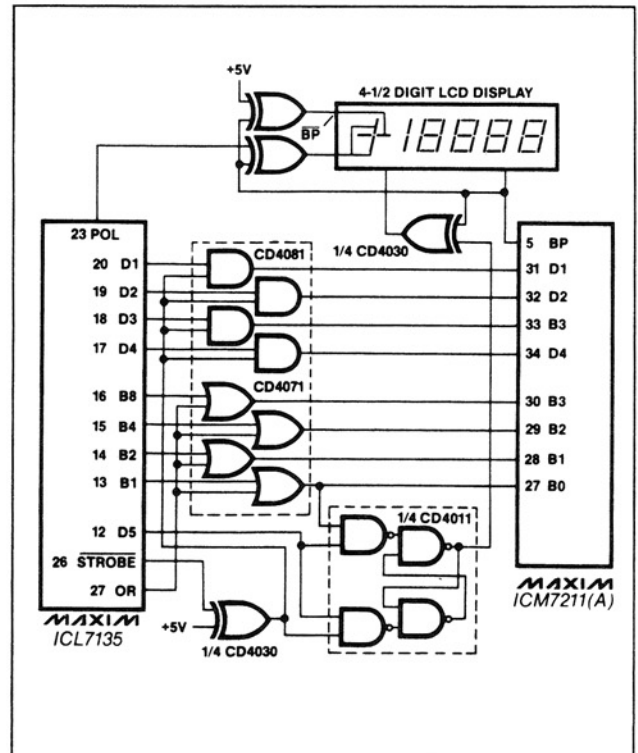 +5V
4-1/2 DIGIT LCD DISPLAY
BP
18888
23 POL
1/4 CD4030
5 BP
20 D1
CD4081
31 D1
19 D2
32 D2
18 D3
33 B3
17 D4
34 D4
CD4071
16 B8
30 B3
15 B4
29 B2
14 B2
28 B1
13 B1
27 B0
1/4 CD4011
12 D5
26 STROBE
27 OR
MAXIM
ICL7135
+5V
1/4 CD4030
MAXIM
ICM7211(A)